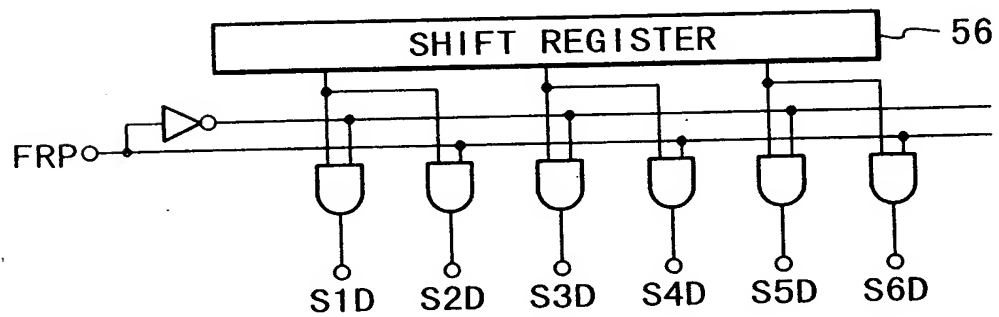 SHIFT REGISTER
56
FRP
S1D S2D S3D S4D S5D S6D